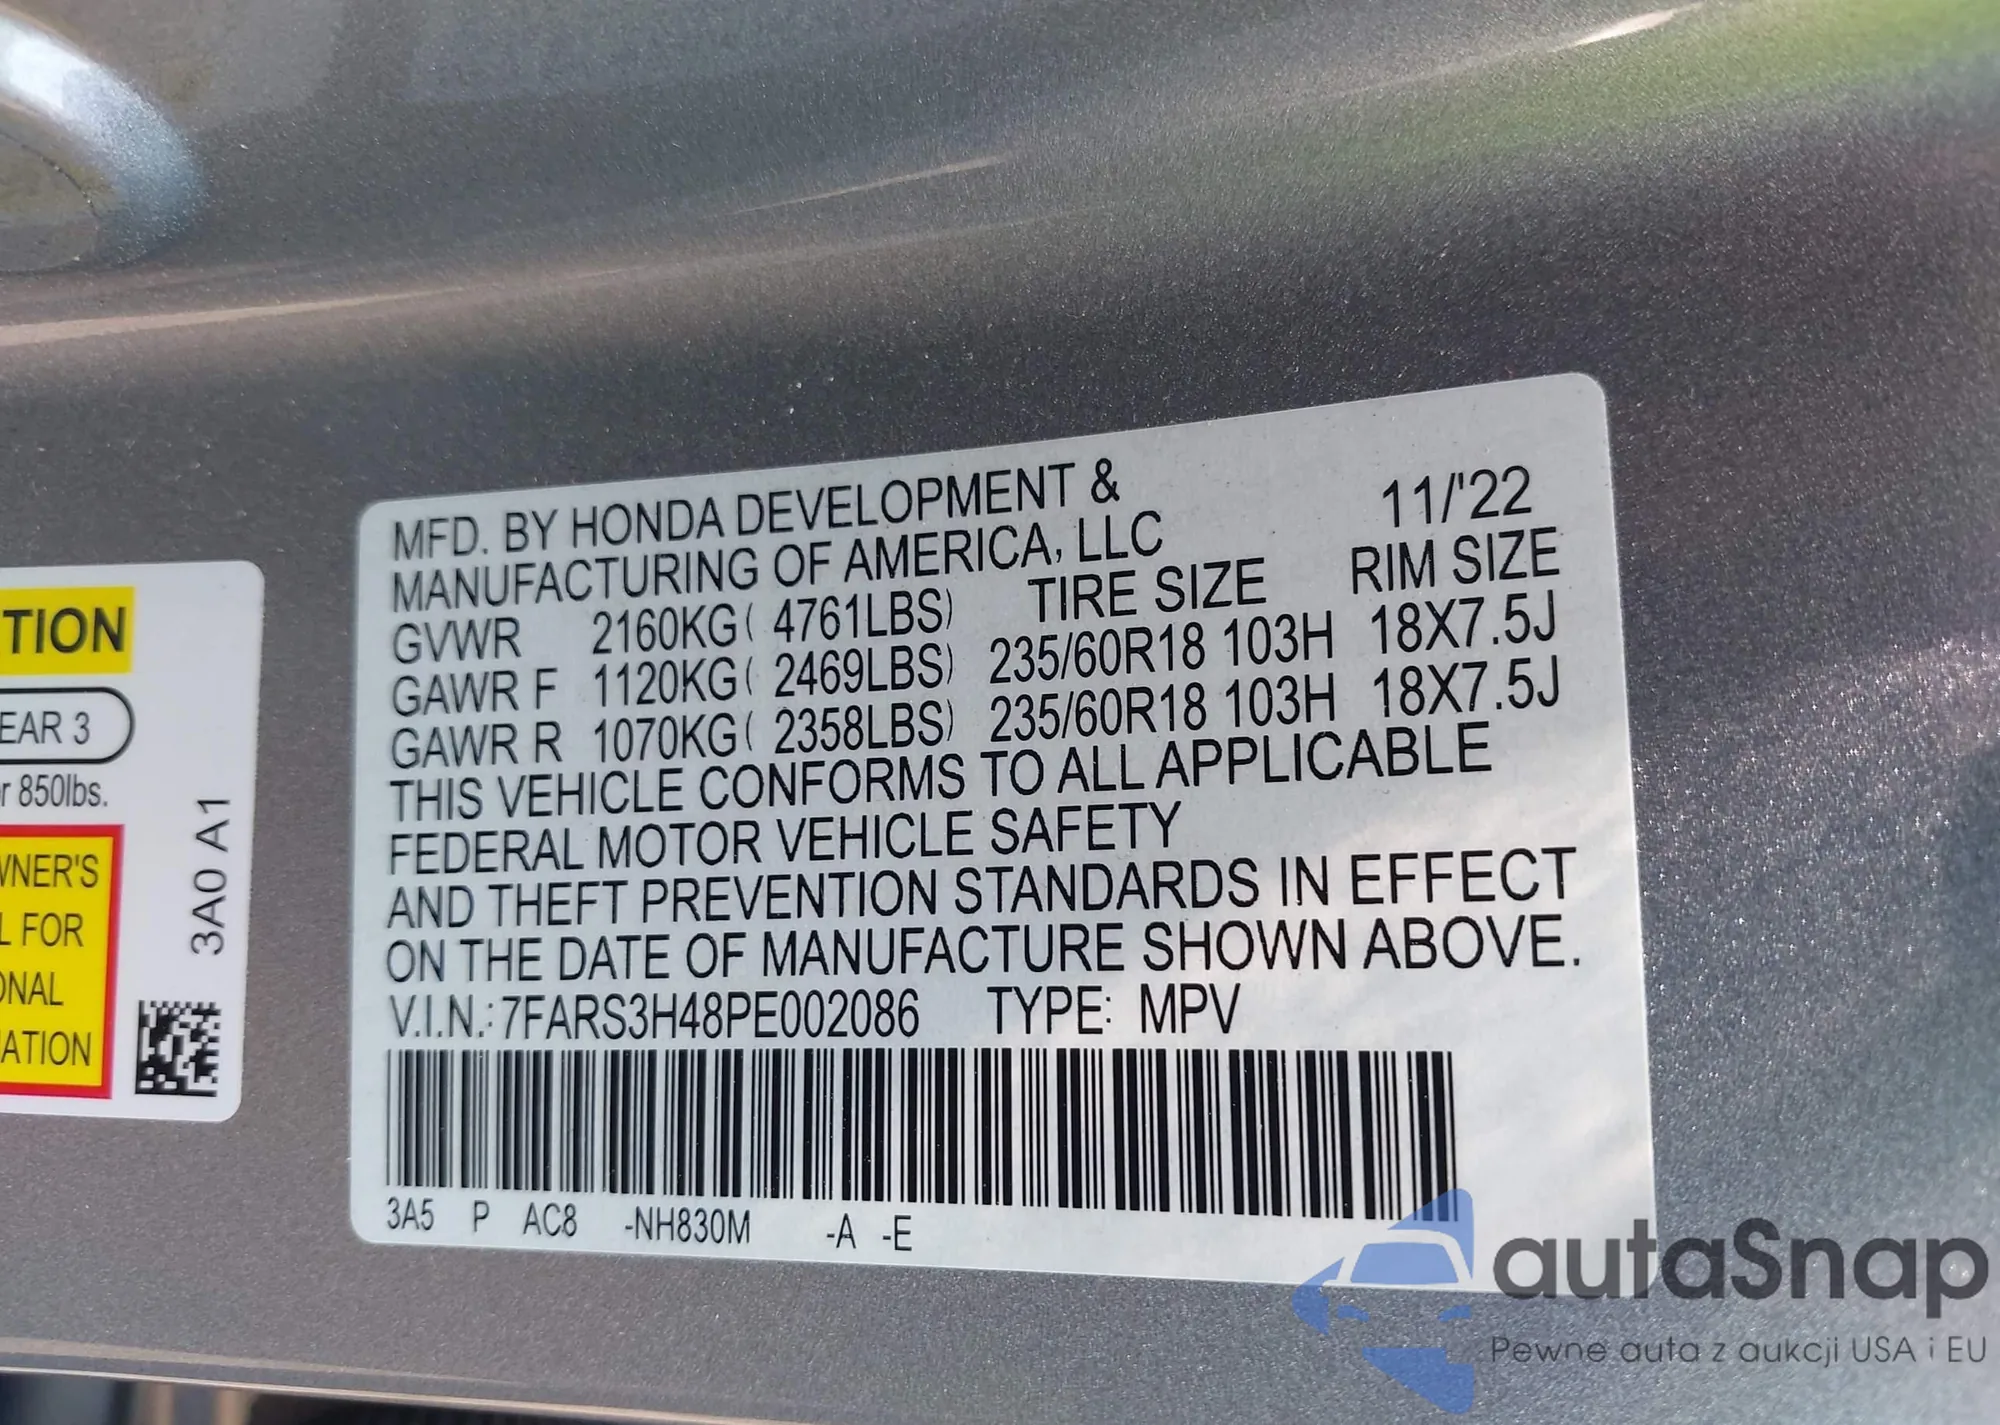 TION
EAR 3
r 850lbs.
WNER'S
L FOR
ONAL
ATION
3A0 A1
MFD. BY HONDA DEVELOPMENT & 11/'22
MANUFACTURING OF AMERICA, LLC
TIRE SIZE RIM SIZE
GVWR 2160KG( 4761LBS)
GAWR F 1120KG( 2469LBS) 235/60R18 103H 18X7.5J
GAWR R 1070KG( 2358LBS) 235/60R18 103H 18X7.5J
THIS VEHICLE CONFORMS TO ALL APPLICABLE
FEDERAL MOTOR VEHICLE SAFETY
AND THEFT PREVENTION STANDARDS IN EFFECT
ON THE DATE OF MANUFACTURE SHOWN ABOVE.
V.I.N.: 7FARS3H48PE002086 TYPE: MPV
3A5 P AC8 -NH830M -A -E
autaSnap
Pewne auta z aukcji USA i EU